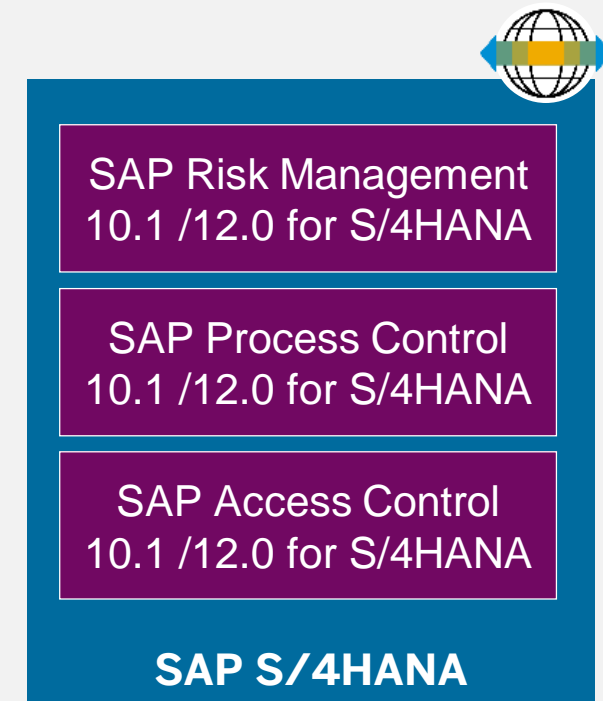 SAP Risk Management
10.1 /12.0 for S/4HANA
SAP Process Control
10.1 /12.0 for S/4HANA
SAP Access Control
10.1 /12.0 for S/4HANA
SAP S/4HANA